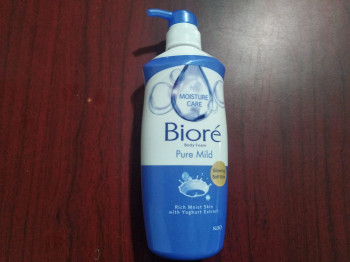 MOISTURE
CARE
Bioré
Body Foam
Pure Mild
Rich Moist Skin
with Yoghurt Extract